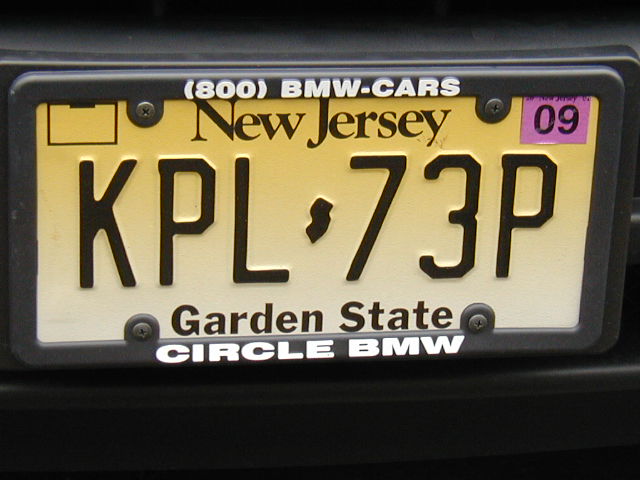 (800) BMW-CARS
New Jersey
09
KPL 73P
Garden State
CIRCLE BMW